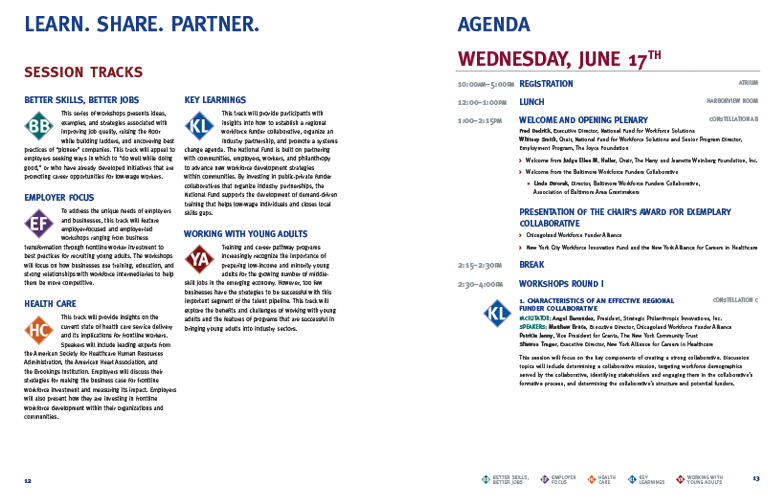 LEARN. SHARE. PARTNER.
SESSION TRACKS
BETTER SKILLS, BETTER JOBS
BB
This series of workshops presents ideas,
examples, and strategies associated with
improving job quality, raising the floor
while building ladders, and uncovering best
practices of "pioneer" companies. This track will appeal to
employers seeking ways in which to "do well while doing
good," or who have already developed initiatives that are
promoting career opportunities for low-wage workers.
EMPLOYER FOCUS
EF
To address the unique needs of employers
and businesses, this track will feature
employer-focused and employer-led
workshops ranging from business
transformation through frontline worker investment to
best practices for recruiting young adults. The workshops
will focus on how businesses use training, education, and
strong relationships with workforce intermediaries to help
them be more competitive.
HEALTH CARE
HC
This track will provide insights on the
current state of health care service delivery
and its implications for frontline workers.
Speakers will include leading experts from
the American Society for Healthcare Human Resources
Administration, the American Heart Association, and
the Brookings Institution. Employers will discuss their
strategies for making the business case for frontline
workforce investment and measuring its impact. Employers
will also present how they are investing in frontline
workforce development within their organizations and
communities.
KEY LEARNINGS
KL
This track will provide participants with
insights into how to establish a regional
workforce funder collaborative, organize an
industry partnership, and promote a systems
change agenda. The National Fund is built on partnering
with communities, employers, workers, and philanthropy
to advance new workforce development strategies
within communities. By investing in public-private funder
collaboratives that organize industry partnerships, the
National Fund supports the development of demand-driven
training that helps low-wage individuals and closes local
skills gaps.
WORKING WITH YOUNG ADULTS
YA
Training and career pathway programs
increasingly recognize the importance of
preparing low-income and minority young
adults for the growing number of middle-
skill jobs in the emerging economy. However, too few
businesses have the strategies to be successful with this
important segment of the talent pipeline. This track will
explore the benefits and challenges of working with young
adults and the features of programs that are successful in
bringing young adults into industry sectors.
12
AGENDA
WEDNESDAY, JUNE 17TH
10:00AM–5:00PM REGISTRATION ATRIUM
12:00–1:00PM LUNCH HARBORVIEW ROOM
1:00–2:15PM WELCOME AND OPENING PLENARY CONSTELLATION AB
Fred Dedrick, Executive Director, National Fund for Workforce Solutions
Whitney Smith, Chair, National Fund for Workforce Solutions and Senior Program Director,
Employment Program, The Joyce Foundation
Welcome from Judge Ellen M. Heller, Chair, The Harry and Jeanette Weinberg Foundation, Inc.
Welcome from the Baltimore Workforce Funders Collaborative
Linda Dworak, Director, Baltimore Workforce Funders Collaborative,
Association of Baltimore Area Grantmakers
PRESENTATION OF THE CHAIR'S AWARD FOR EXEMPLARY
COLLABORATIVE
Chicagoland Workforce Funder Alliance
New York City Workforce Innovation Fund and the New York Alliance for Careers in Healthcare
2:15–2:30PM BREAK
2:30–4:00PM WORKSHOPS ROUND I
KL
1. CHARACTERISTICS OF AN EFFECTIVE REGIONAL CONSTELLATION C
FUNDER COLLABORATIVE
FACILITATOR: Angel Bermudez, President, Strategic Philanthropic Innovations, Inc.
SPEAKERS: Matthew Bruce, Executive Director, Chicagoland Workforce Funder Alliance
Patricia Jenny, Vice President for Grants, The New York Community Trust
Shawna Trager, Executive Director, New York Alliance for Careers in Healthcare
This session will focus on the key components of creating a strong collaborative. Discussion
topics will include determining a collaborative mission, targeting workforce demographics
served by the collaborative, identifying stakeholders and engaging them in the collaborative's
formative process, and determining the collaborative's structure and potential funders.
BB BETTER SKILLS, BETTER JOBS
EF EMPLOYER FOCUS
HC HEALTH CARE
KL KEY LEARNINGS
YA WORKING WITH YOUNG ADULTS
13